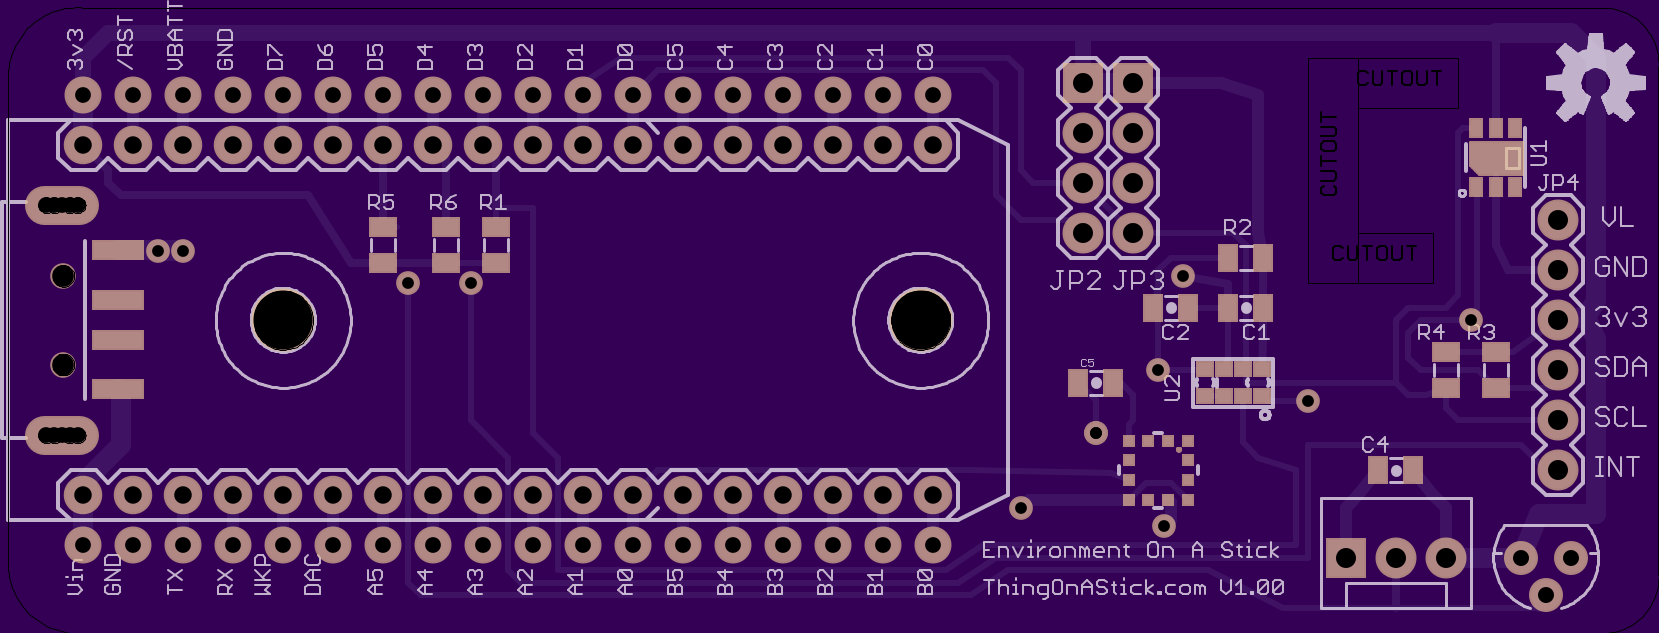 3v3 /RST VBATT GND D7 D6 D5 D4 D3 D2 D1 D0 C5 C4 C3 C2 C1 C0
CUTOUT
CUTOUT
CUTOUT
U1
JP4
R5 R6 R1
VL
R2
GND
JP2 JP3
3v3
C2 C1
R4 R3
C5
U2
SDA
SCL
C4
INT
Vin GND TX RX WKP DAC A5 A4 A3 A2 A1 A0 B5 B4 B3 B2 B1 B0
Environment On A Stick
ThingOnAStick.com V1.00